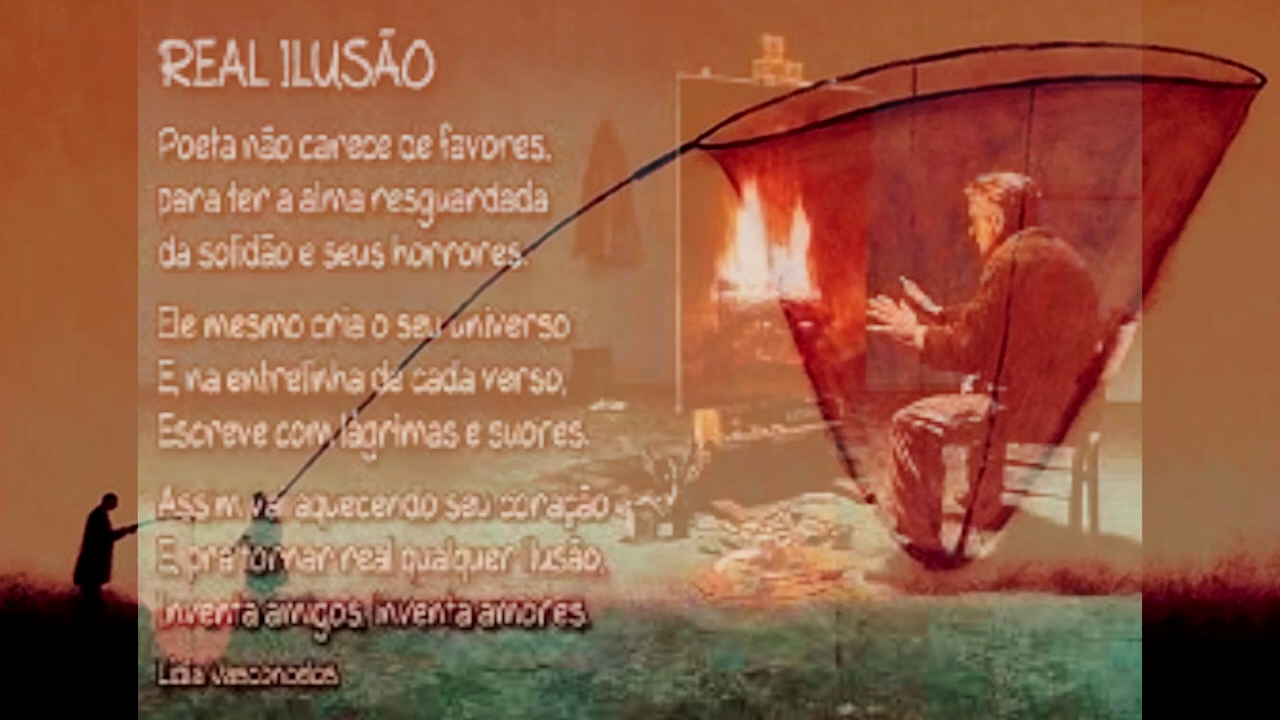 REAL ILUSÃO
Poeta não carece de favores,
para ter a alma resguardada
da solidão e seus horrores.
Ele mesmo cria o seu universo
E, na entrelinha de cada verso,
Escreve com lágrimas e suores.
Assim vai aquecendo seu coração
E, pra tornar real qualquer ilusão,
Inventa amigos, inventa amores.
Lídia Vasconcelos